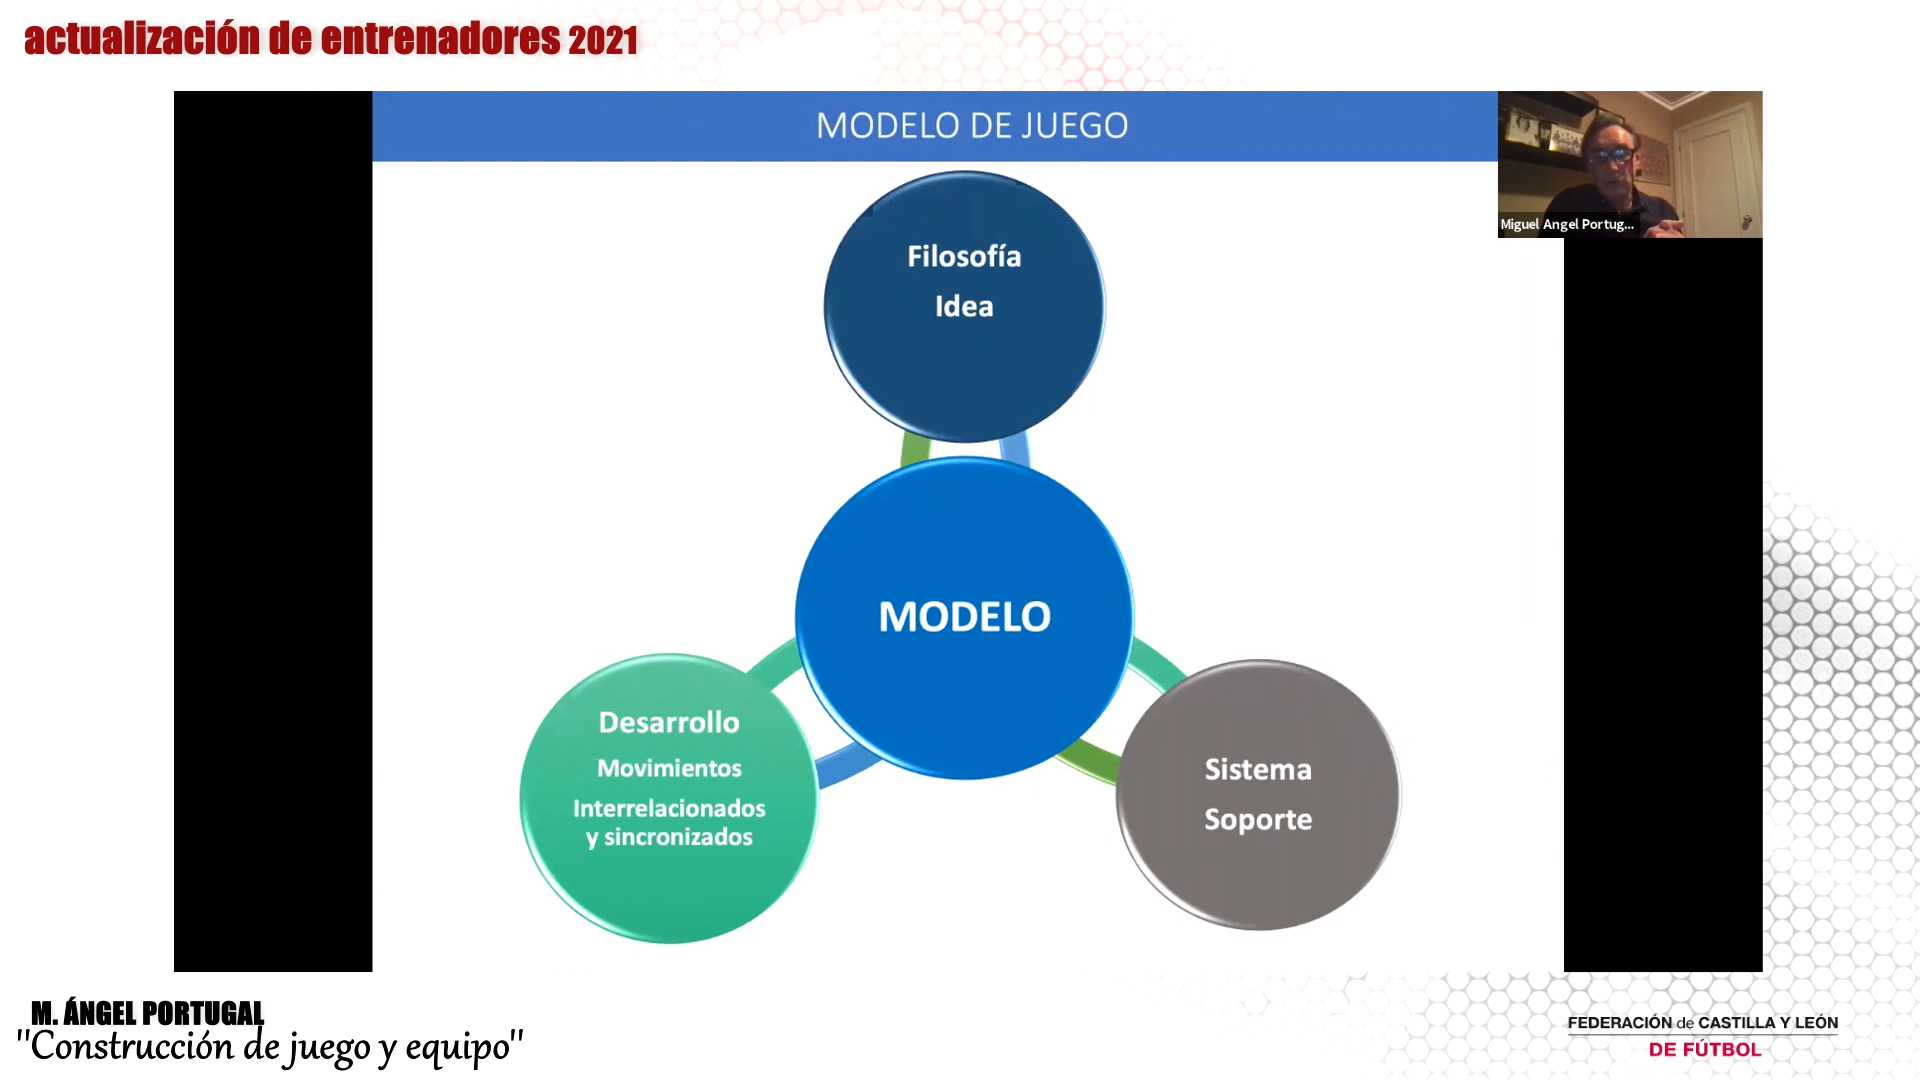 actualización de entrenadores 2021
MODELO DE JUEGO
Miguel Angel Portug...
Filosofía
Idea
MODELO
Desarrollo
Movimientos
Interrelacionados
y sincronizados
Sistema
Soporte
M. ÁNGEL PORTUGAL
"Construcción de juego y equipo"
FEDERACIÓN de CASTILLA Y LEÓN
DE FÚTBOL